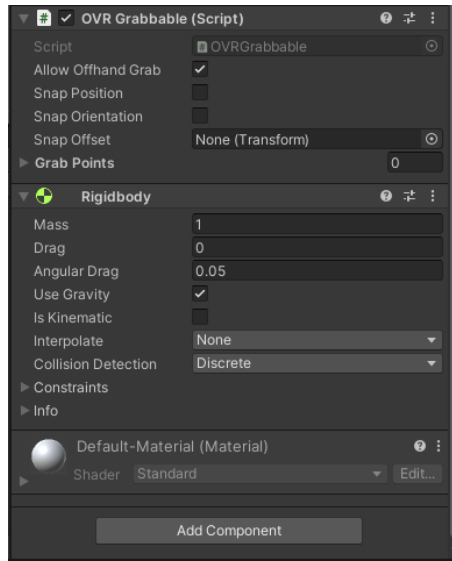 OVR Grabbable (Script)
Script OVRGrabbable
Allow Offhand Grab
Snap Position
Snap Orientation
Snap Offset None (Transform)
Grab Points 0
Rigidbody
Mass 1
Drag 0
Angular Drag 0.05
Use Gravity
Is Kinematic
Interpolate None
Collision Detection Discrete
Constraints
Info
Default-Material (Material)
Shader Standard Edit...
Add Component